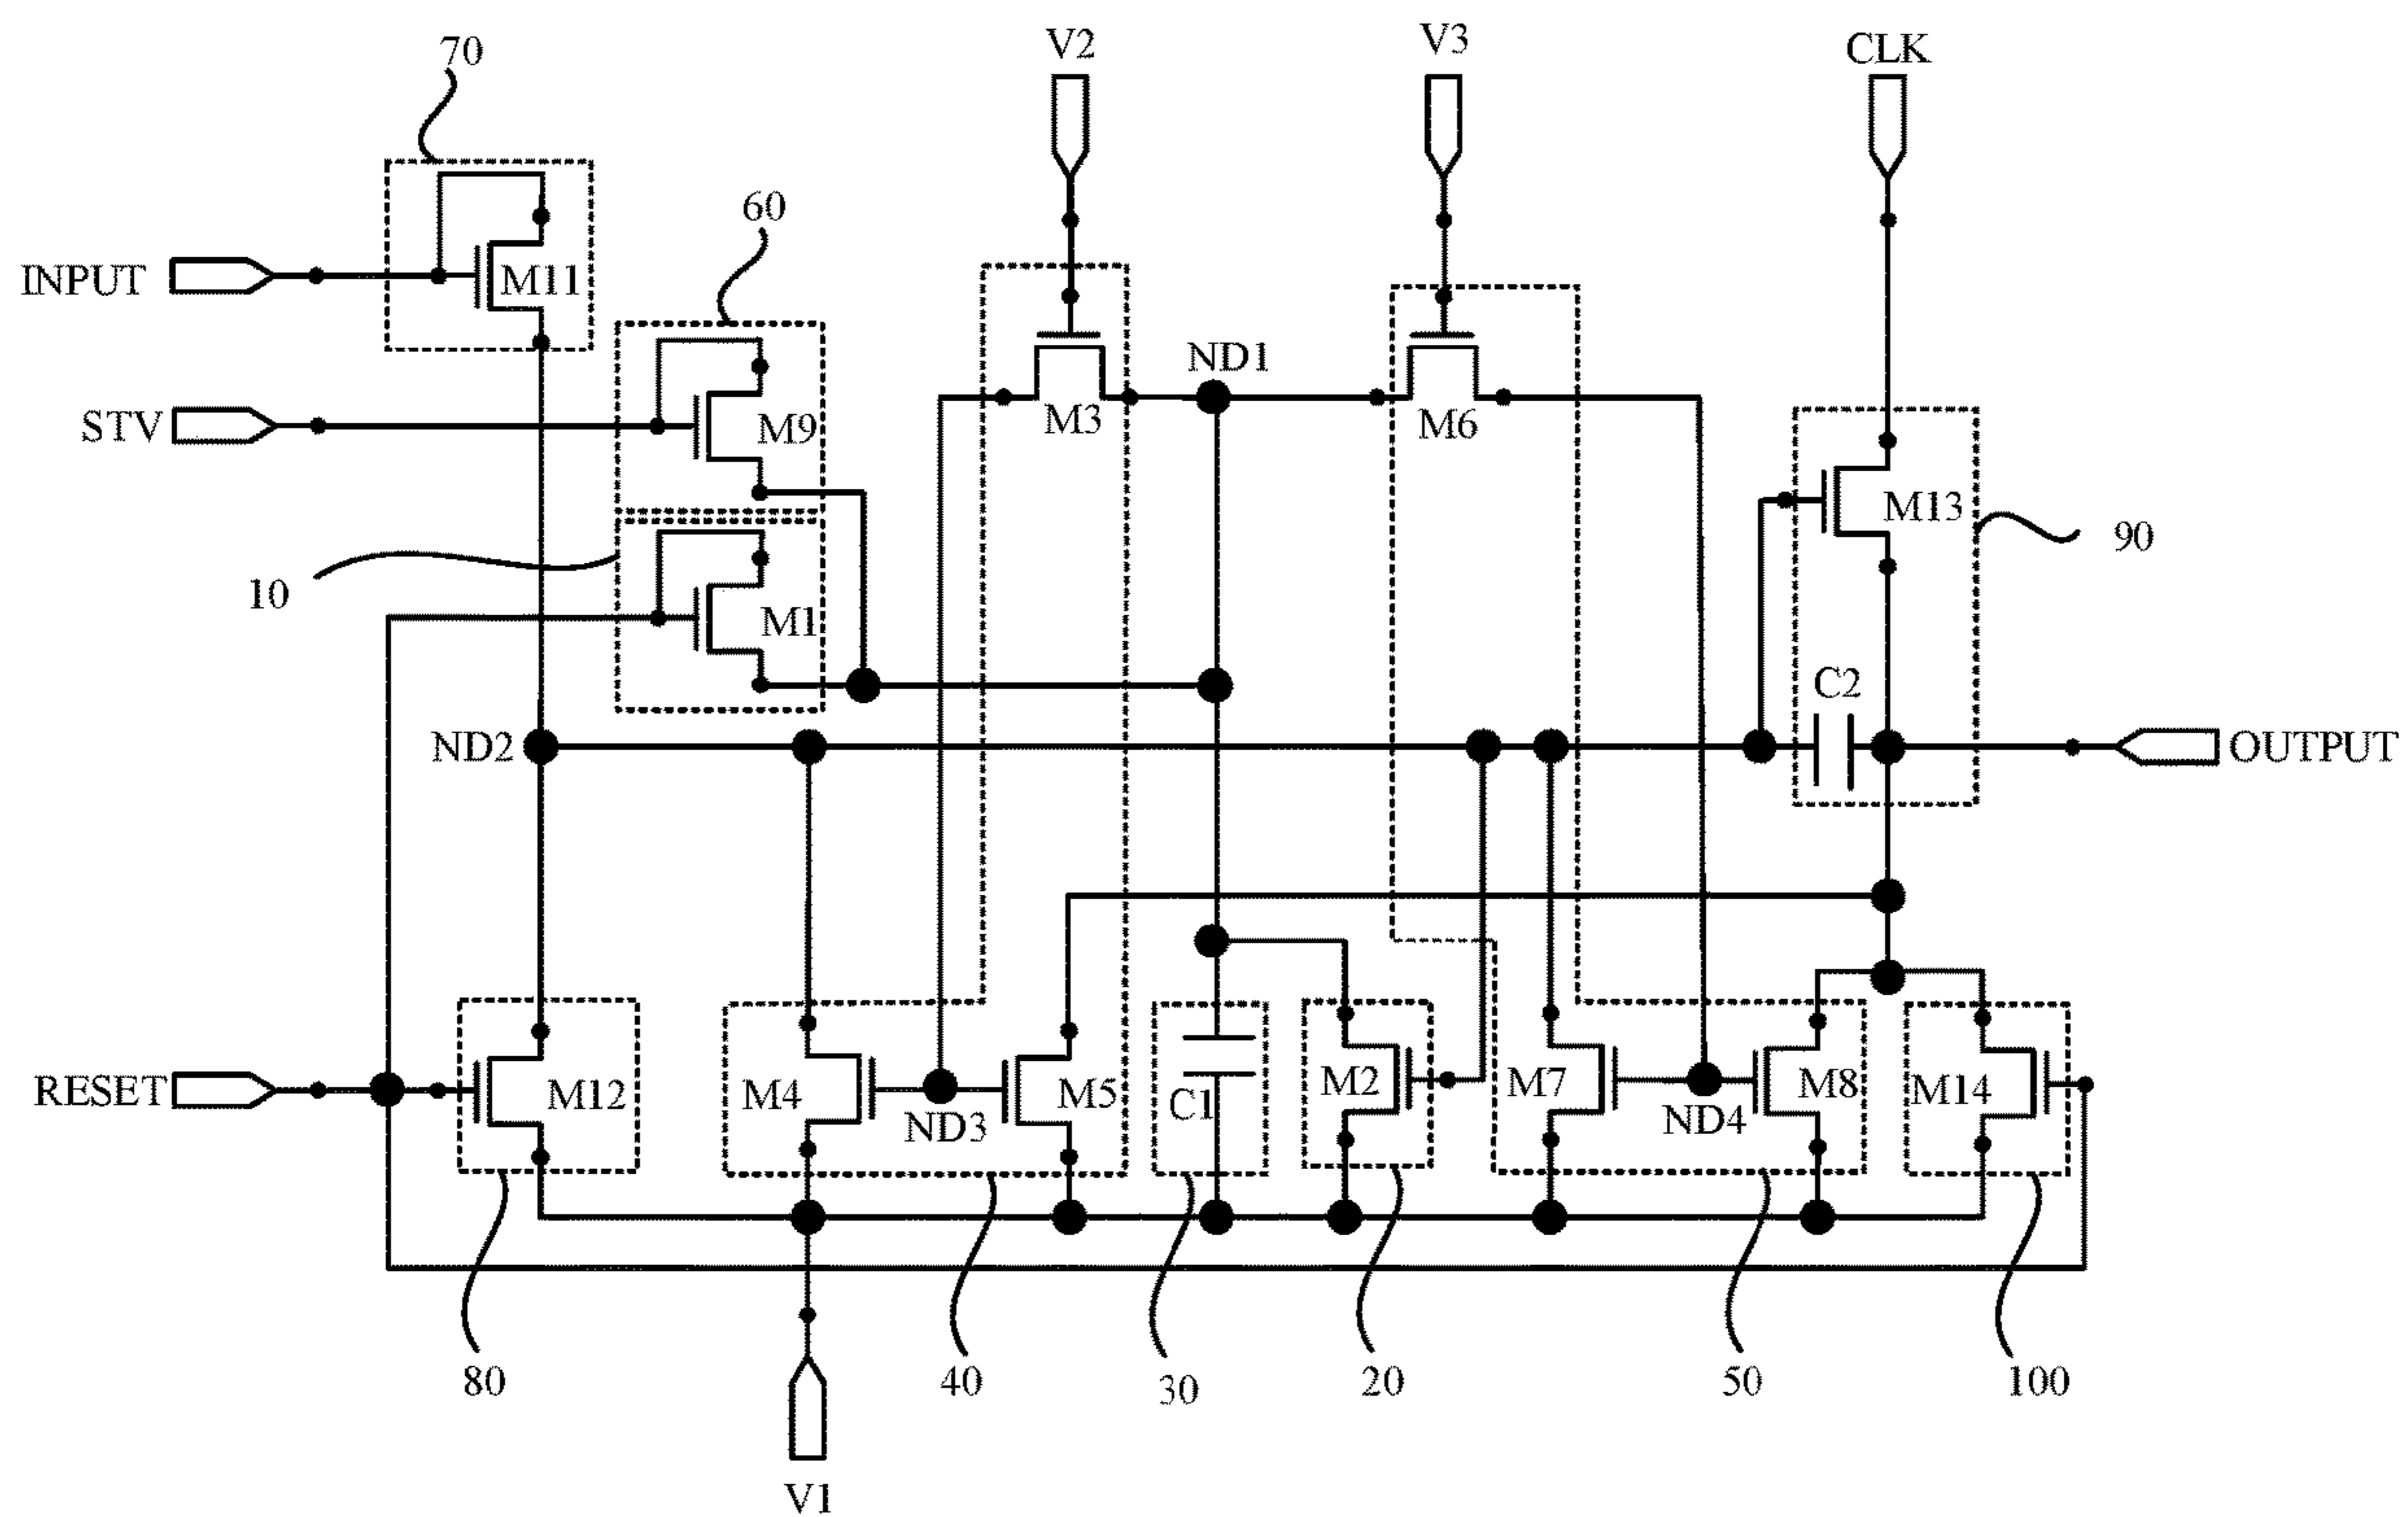 70
V2
V3
CLK
60
INPUT
M11
ND1
STV
M9
M3
M6
M13
90
10
M1
C2
ND2
OUTPUT
RESET
M12
M4
ND3
M5
C1
M2
M7
ND4
M8
M14
80
40
30
20
50
100
V1